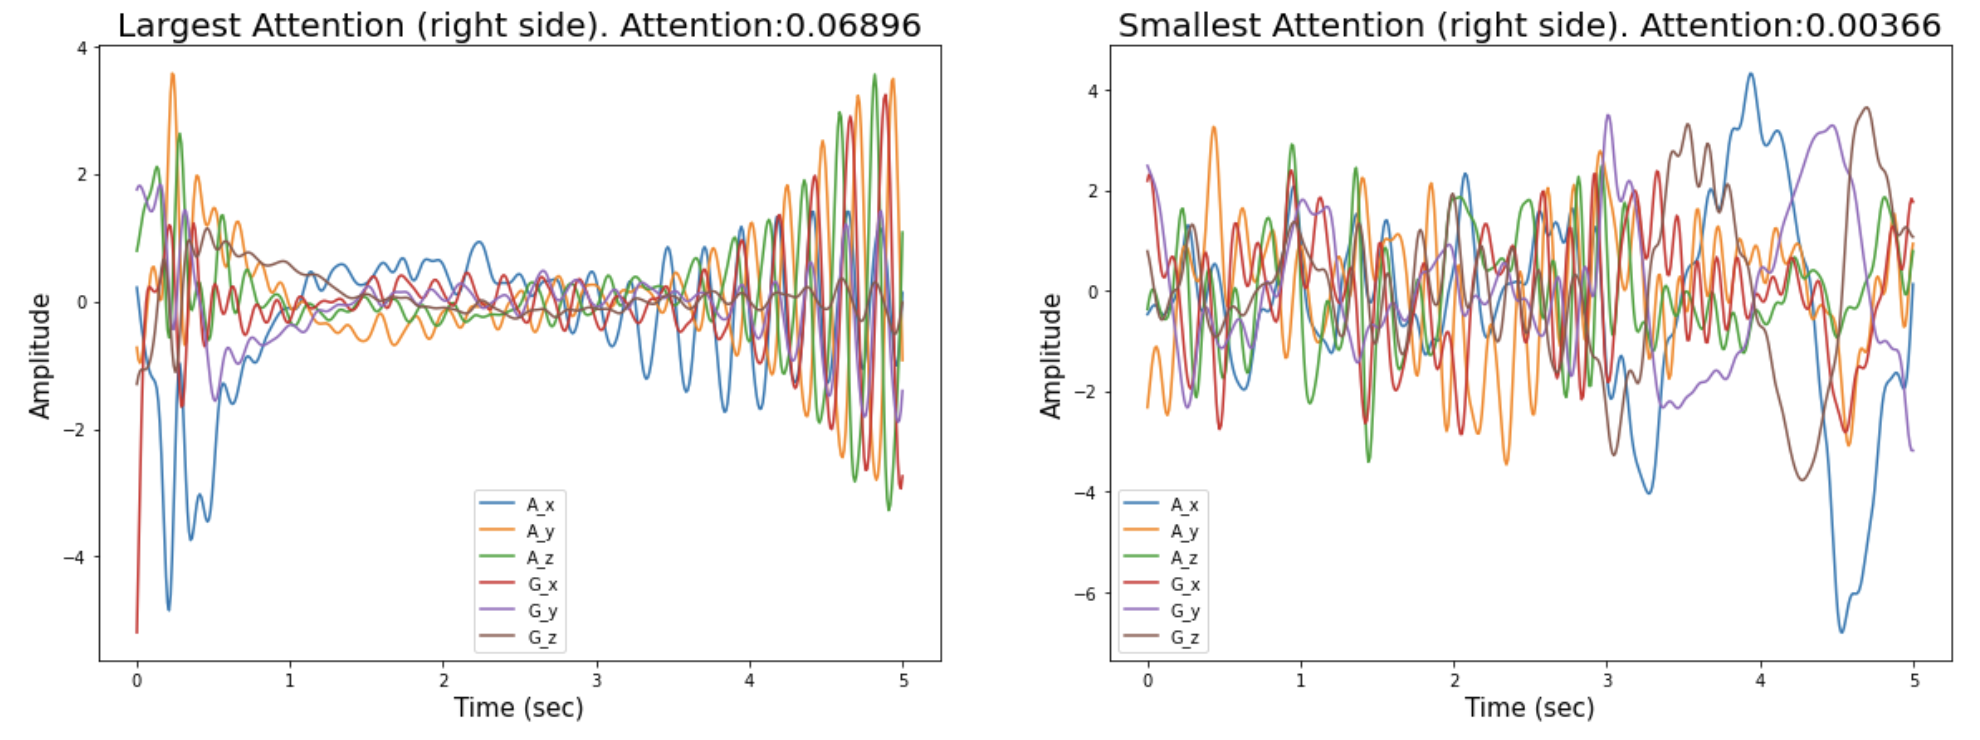 Largest Attention (right side). Attention:0.06896
4
2
0
−2
−4
Amplitude
A_x
A_y
A_z
G_x
G_y
G_z
0 1 2 3 4 5
Time (sec)
Smallest Attention (right side). Attention:0.00366
4
2
0
−2
−4
−6
Amplitude
A_x
A_y
A_z
G_x
G_y
G_z
0 1 2 3 4 5
Time (sec)